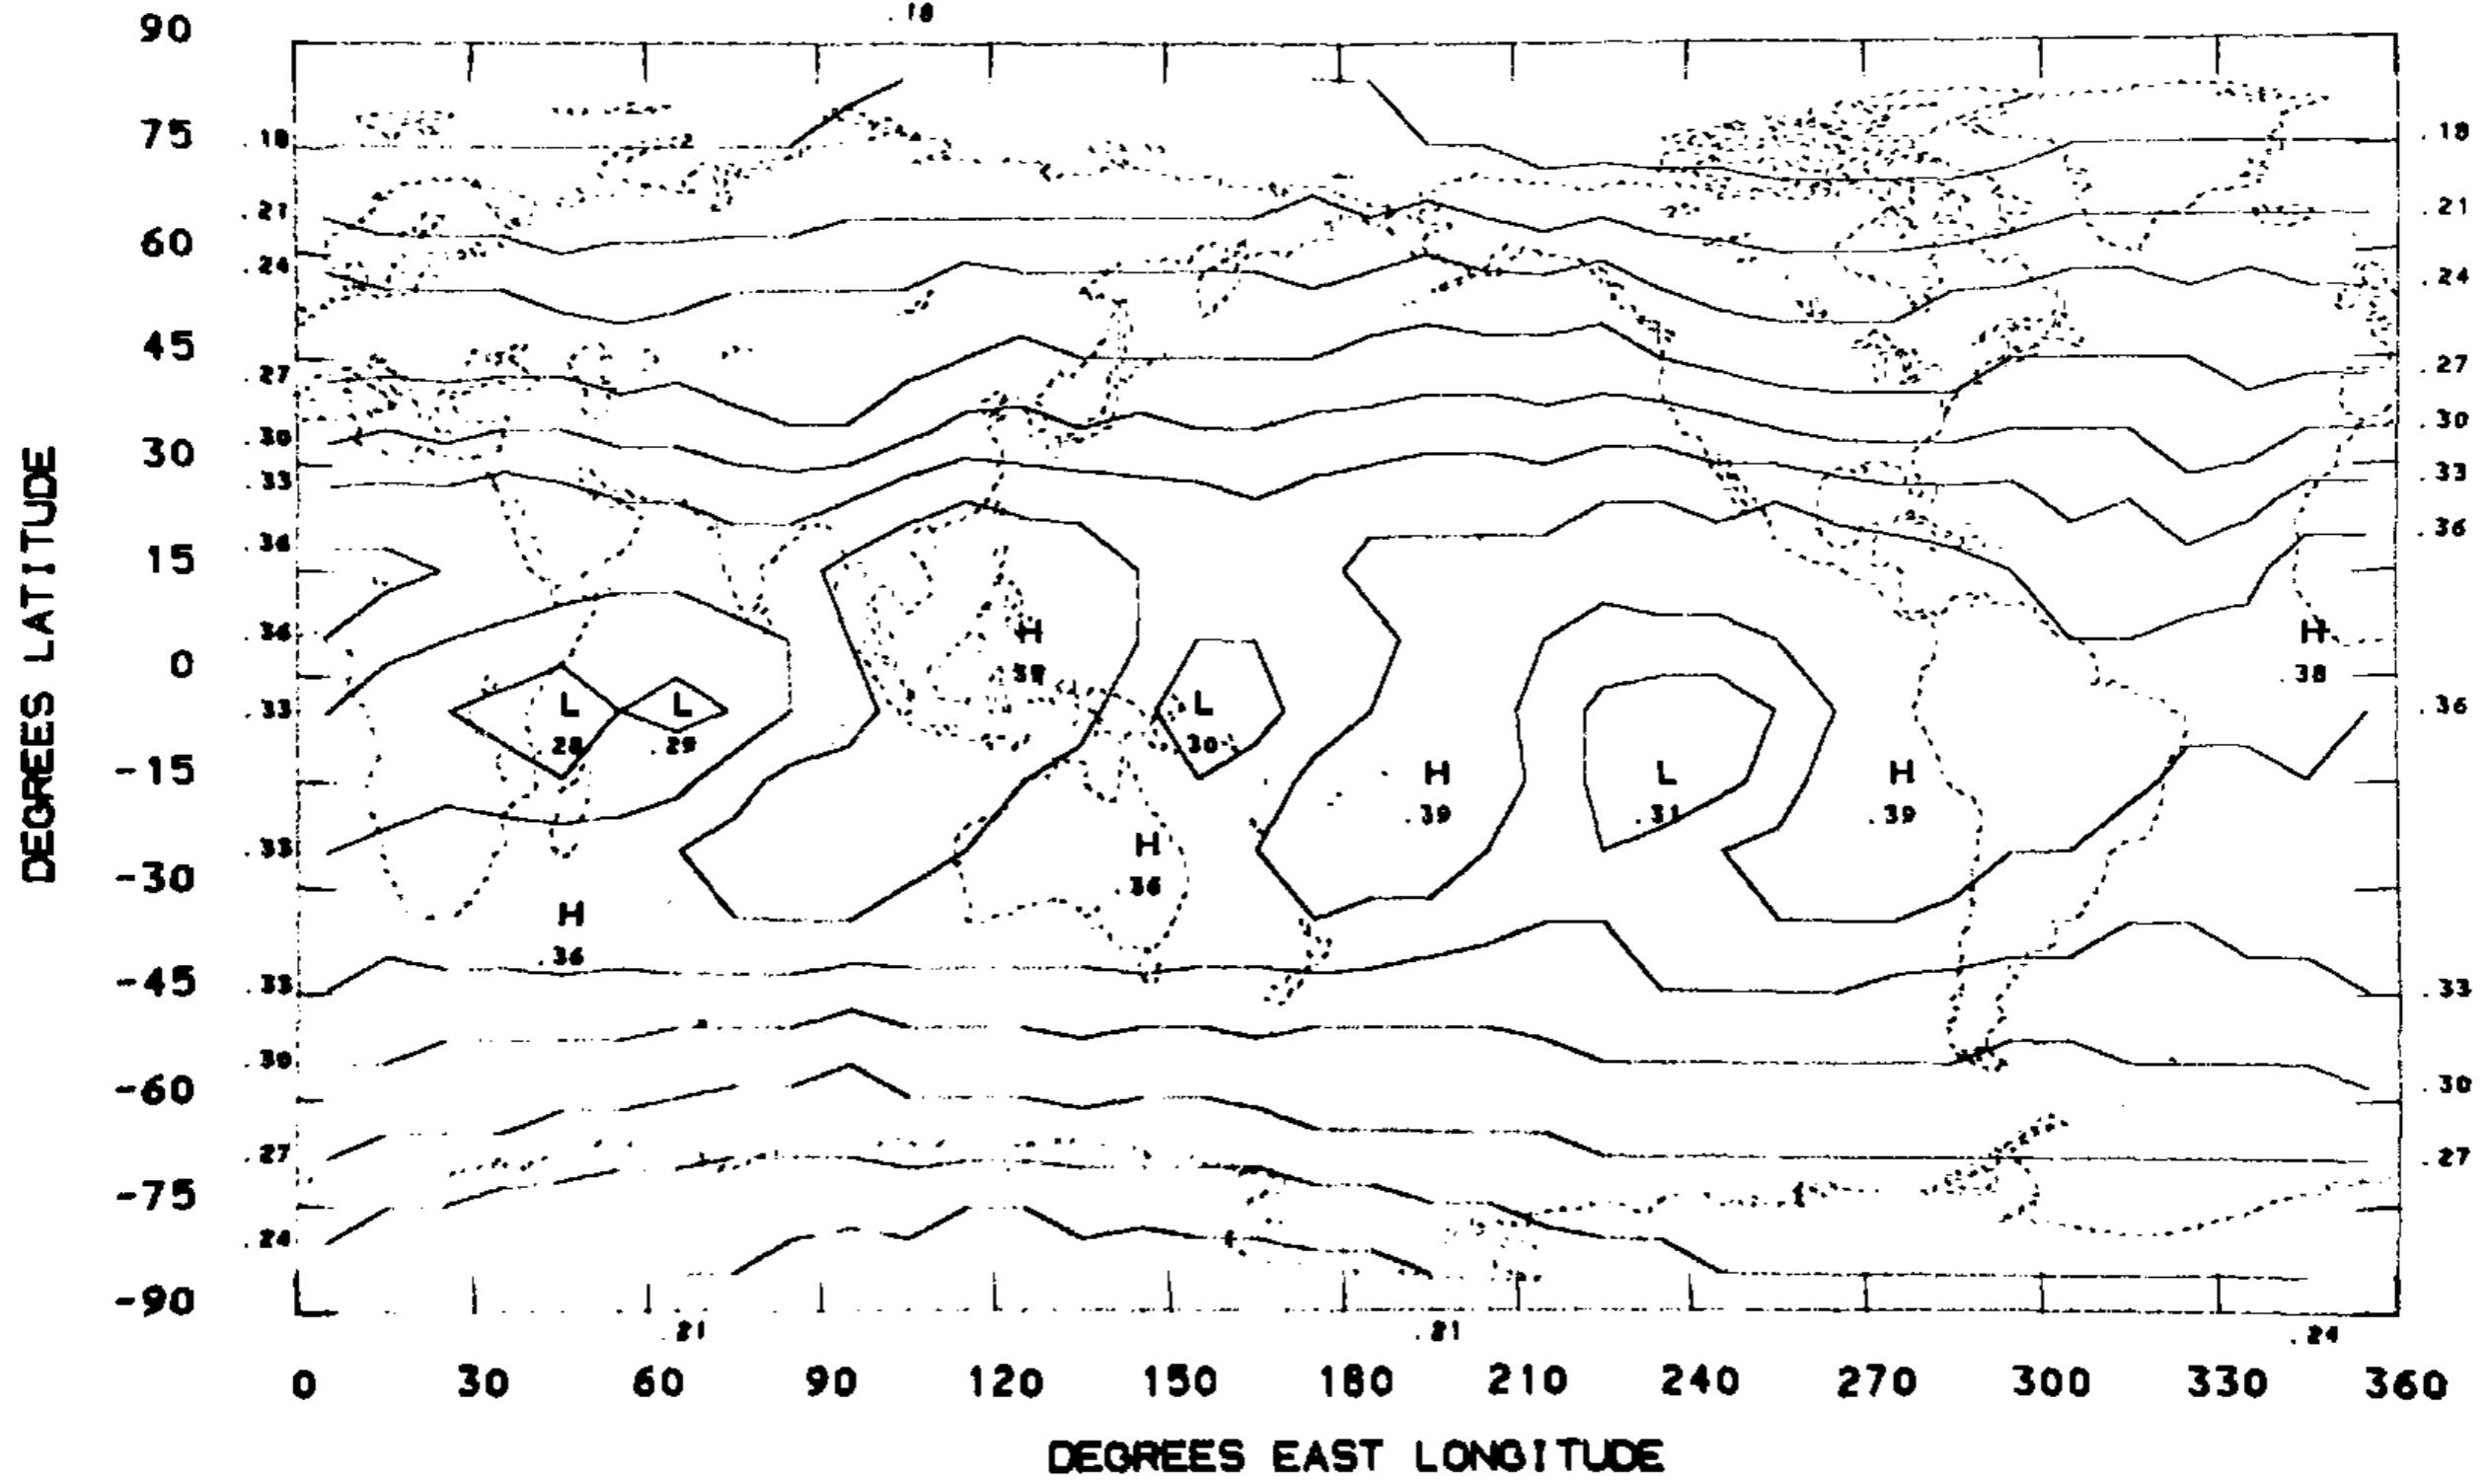 .18
90
75 .18 .18
.21 .21
60
.24 .24
45
.27 .27
.30 .30
30
.33 .33
.36 .36
15
.36 H H
0 .38
.33 L L L .36
.28 .29 .30
-15 H L H
.39 .31 .39
.33 H
-30 .36
H
.36
-45 .33 .33
.30 .30
-60
.27 .27
-75
.24
-90
.21 .21 .24
0 30 60 90 120 150 180 210 240 270 300 330 360
DEGREES EAST LONGITUDE
DEGREES LATITUDE